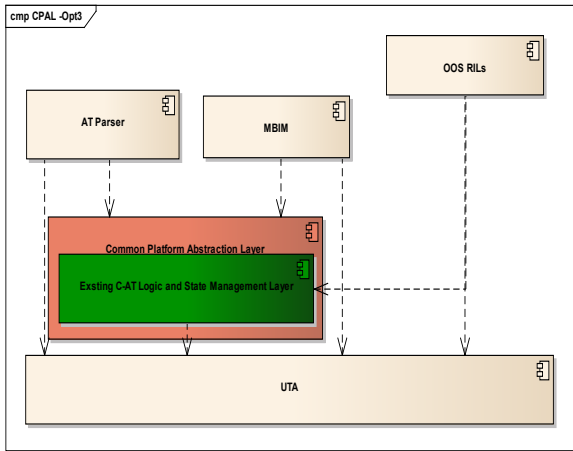 cmp CPAL -Opt3
OOS RILs
AT Parser
MBIM
Common Platform Abstraction Layer
Exsting C-AT Logic and State Management Layer
UTA